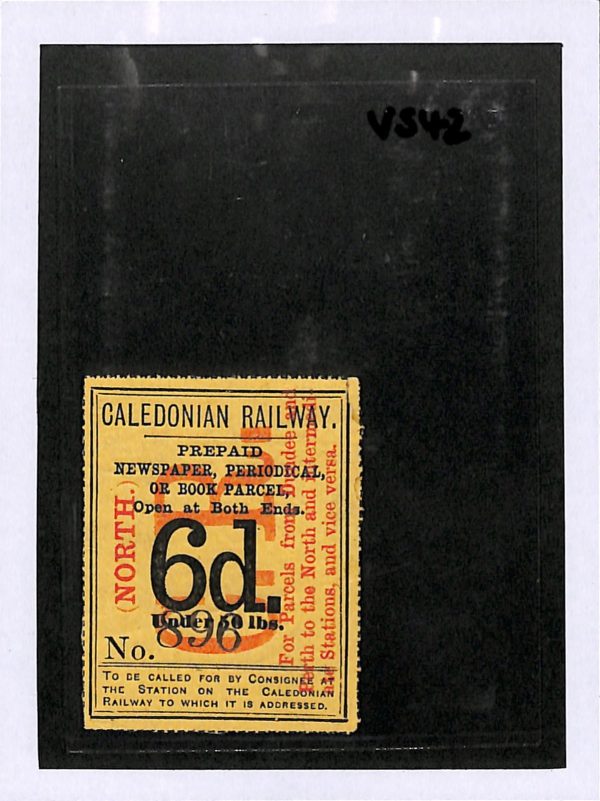 VS42
CALEDONIAN RAILWAY.
PREPAID
NEWSPAPER, PERIODICAL,
OR BOOK PARCEL,
Open at Both Ends.
6d.
Under 50 lbs.
No. 896
TO BE CALLED FOR BY CONSIGNEE AT
THE STATION ON THE CALEDONIAN
RAILWAY TO WHICH IT IS ADDRESSED.
(NORTH.)
For Parcels from Dundee and
Perth to the North and Intermedi-
ate Stations, and vice versa.